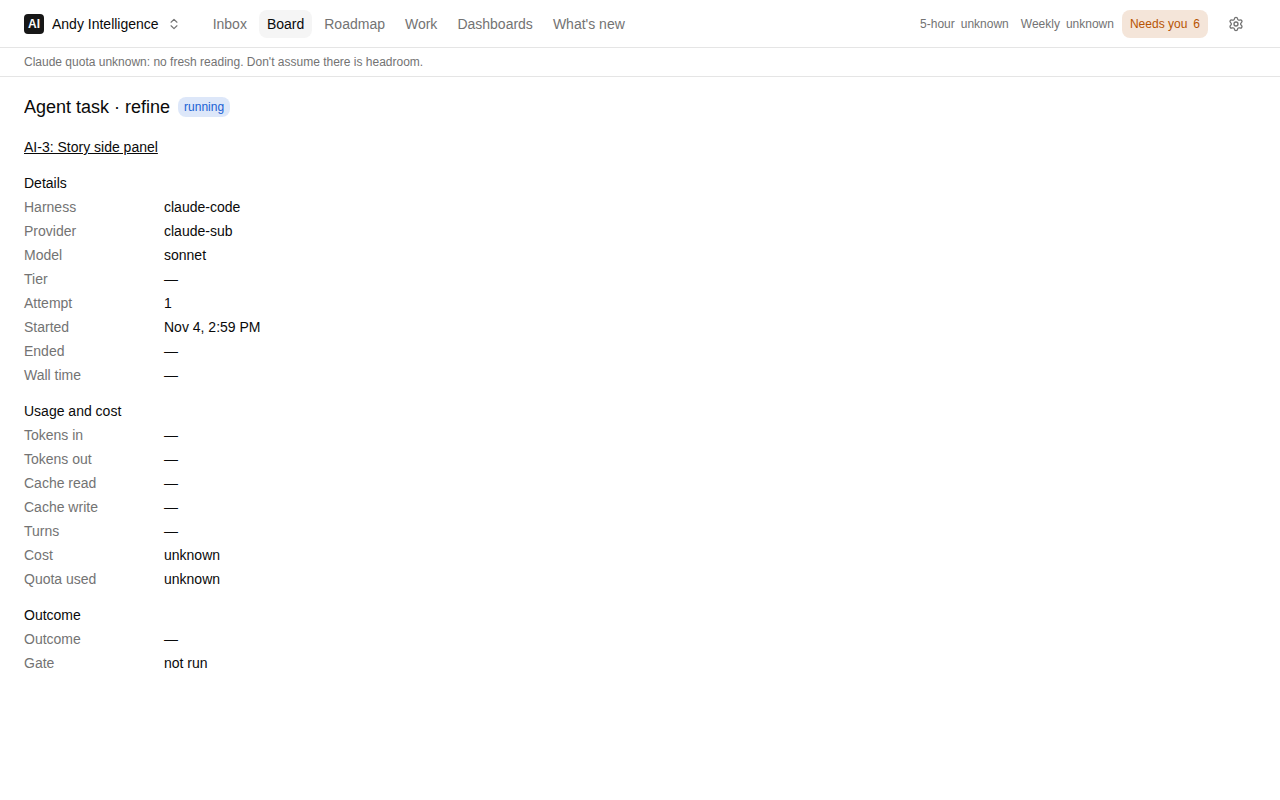 AI Andy Intelligence Inbox Board Roadmap Work Dashboards What's new 5-hour unknown Weekly unknown Needs you 6
Claude quota unknown: no fresh reading. Don't assume there is headroom.
Agent task · refine running
AI-3: Story side panel
Details
Harness claude-code
Provider claude-sub
Model sonnet
Tier —
Attempt 1
Started Nov 4, 2:59 PM
Ended —
Wall time —
Usage and cost
Tokens in —
Tokens out —
Cache read —
Cache write —
Turns —
Cost unknown
Quota used unknown
Outcome
Outcome —
Gate not run